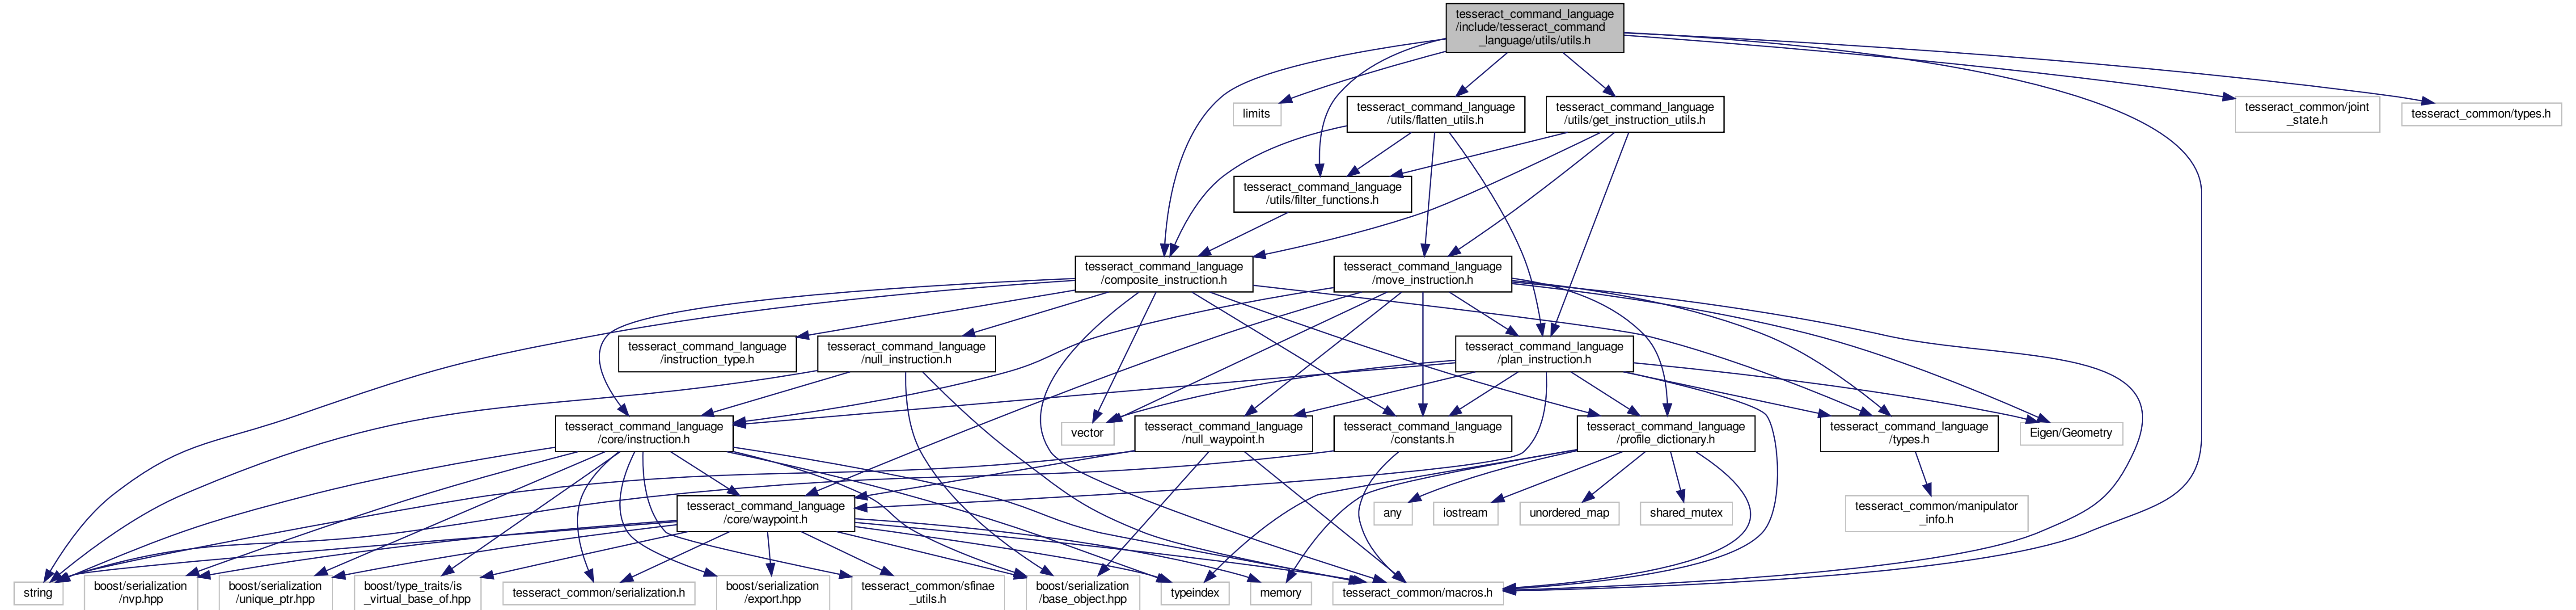 tesseract_command_language
/include/tesseract_command
_language/utils/utils.h
limits
tesseract_command_language
/utils/flatten_utils.h
tesseract_command_language
/utils/get_instruction_utils.h
tesseract_common/joint
_state.h
tesseract_common/types.h
tesseract_command_language
/utils/filter_functions.h
tesseract_command_language
/composite_instruction.h
tesseract_command_language
/move_instruction.h
tesseract_command_language
/instruction_type.h
tesseract_command_language
/null_instruction.h
tesseract_command_language
/plan_instruction.h
tesseract_command_language
/core/instruction.h
vector
tesseract_command_language
/null_waypoint.h
tesseract_command_language
/constants.h
tesseract_command_language
/profile_dictionary.h
tesseract_command_language
/types.h
Eigen/Geometry
tesseract_command_language
/core/waypoint.h
any
iostream
unordered_map
shared_mutex
tesseract_common/manipulator
_info.h
string
boost/serialization
/nvp.hpp
boost/serialization
/unique_ptr.hpp
boost/type_traits/is
_virtual_base_of.hpp
tesseract_common/serialization.h
boost/serialization
/export.hpp
tesseract_common/sfinae
_utils.h
boost/serialization
/base_object.hpp
typeindex
memory
tesseract_common/macros.h